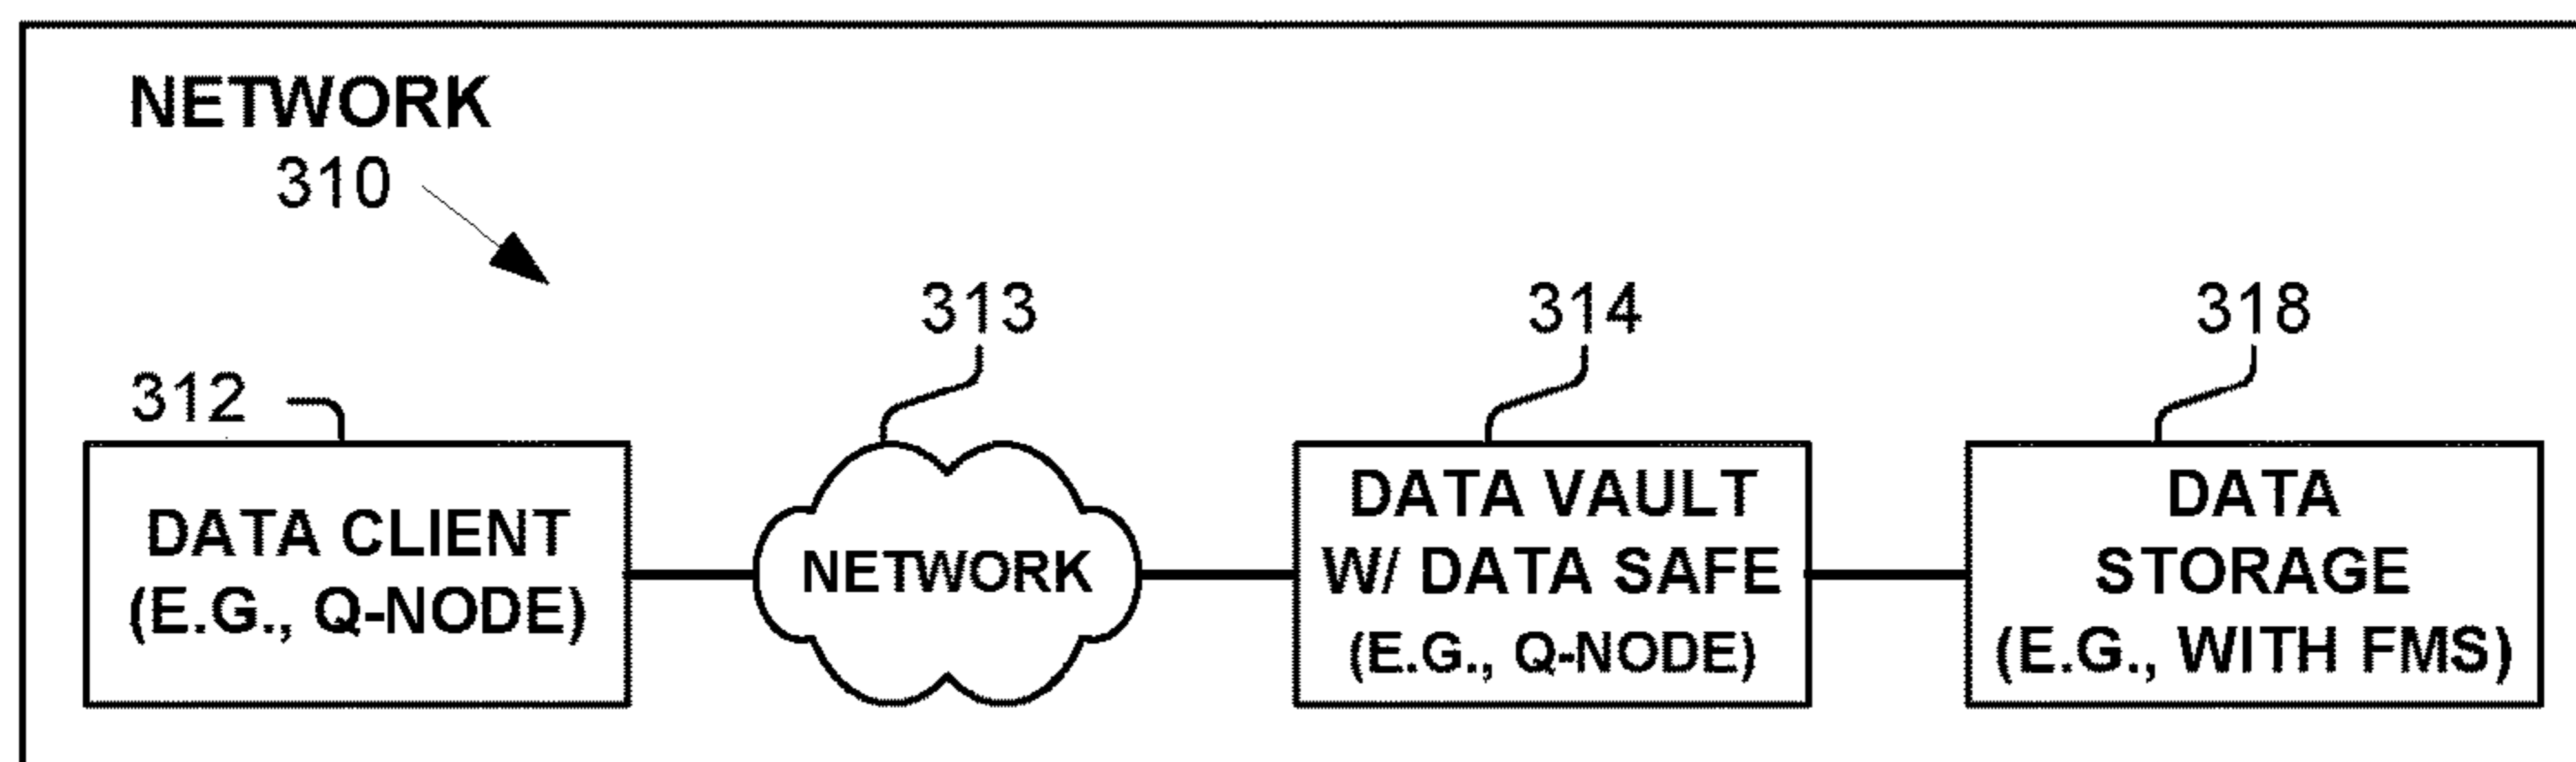 NETWORK
310
313
314
318
312
DATA CLIENT
(E.G., Q-NODE)
NETWORK
DATA VAULT
W/ DATA SAFE
(E.G., Q-NODE)
DATA
STORAGE
(E.G., WITH FMS)